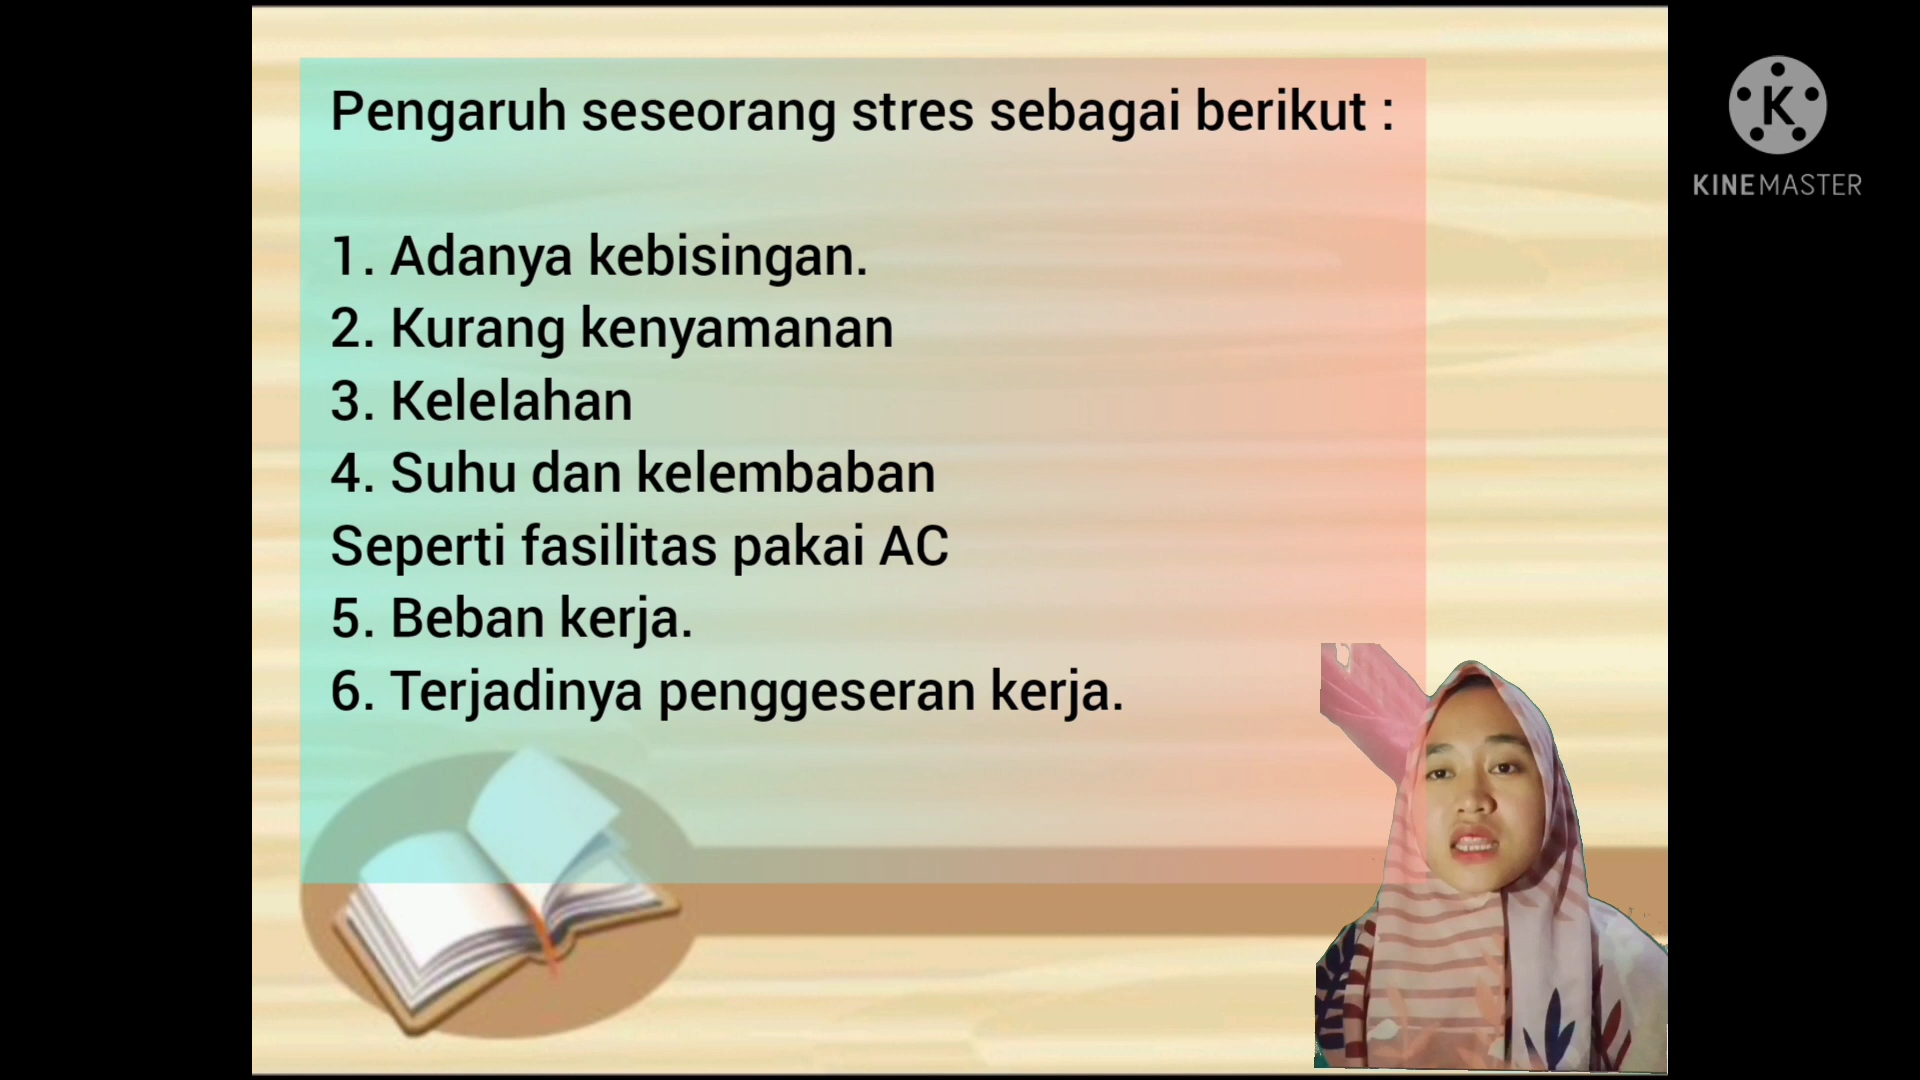 Pengaruh seseorang stres sebagai berikut :
1. Adanya kebisingan.
2. Kurang kenyamanan
3. Kelelahan
4. Suhu dan kelembaban
Seperti fasilitas pakai AC
5. Beban kerja.
6. Terjadinya penggeseran kerja.
K
KINEMASTER